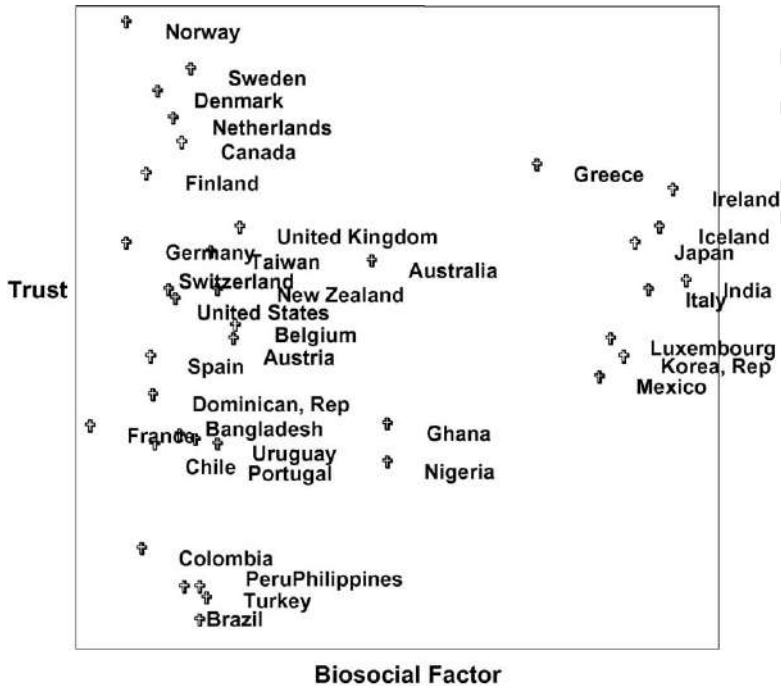 Norway
Sweden
Denmark
Netherlands
Canada
Greece
Finland
Ireland
United Kingdom
Iceland
Germany
Taiwan
Japan
Australia
Switzerland
Trust
India
New Zealand
Italy
United States
Belgium
Luxembourg
Austria
Spain
Korea, Rep
Mexico
Dominican, Rep
Bangladesh
France
Ghana
Uruguay
Chile
Portugal
Nigeria
Colombia
PeruPhilippines
Turkey
Brazil
Biosocial Factor